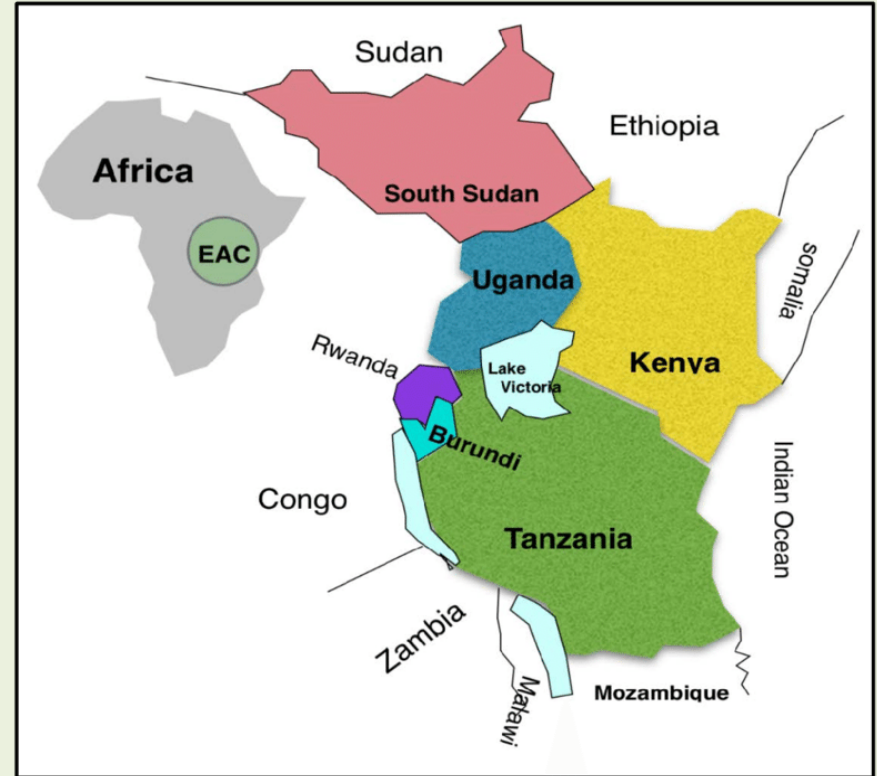 Sudan
Ethiopia
Africa
South Sudan
EAC
somalia
Uganda
Rwanda
Kenya
Lake
Victoria
Burundi
Indian Ocean
Congo
Tanzania
Zambia
Malawi
Mozambique